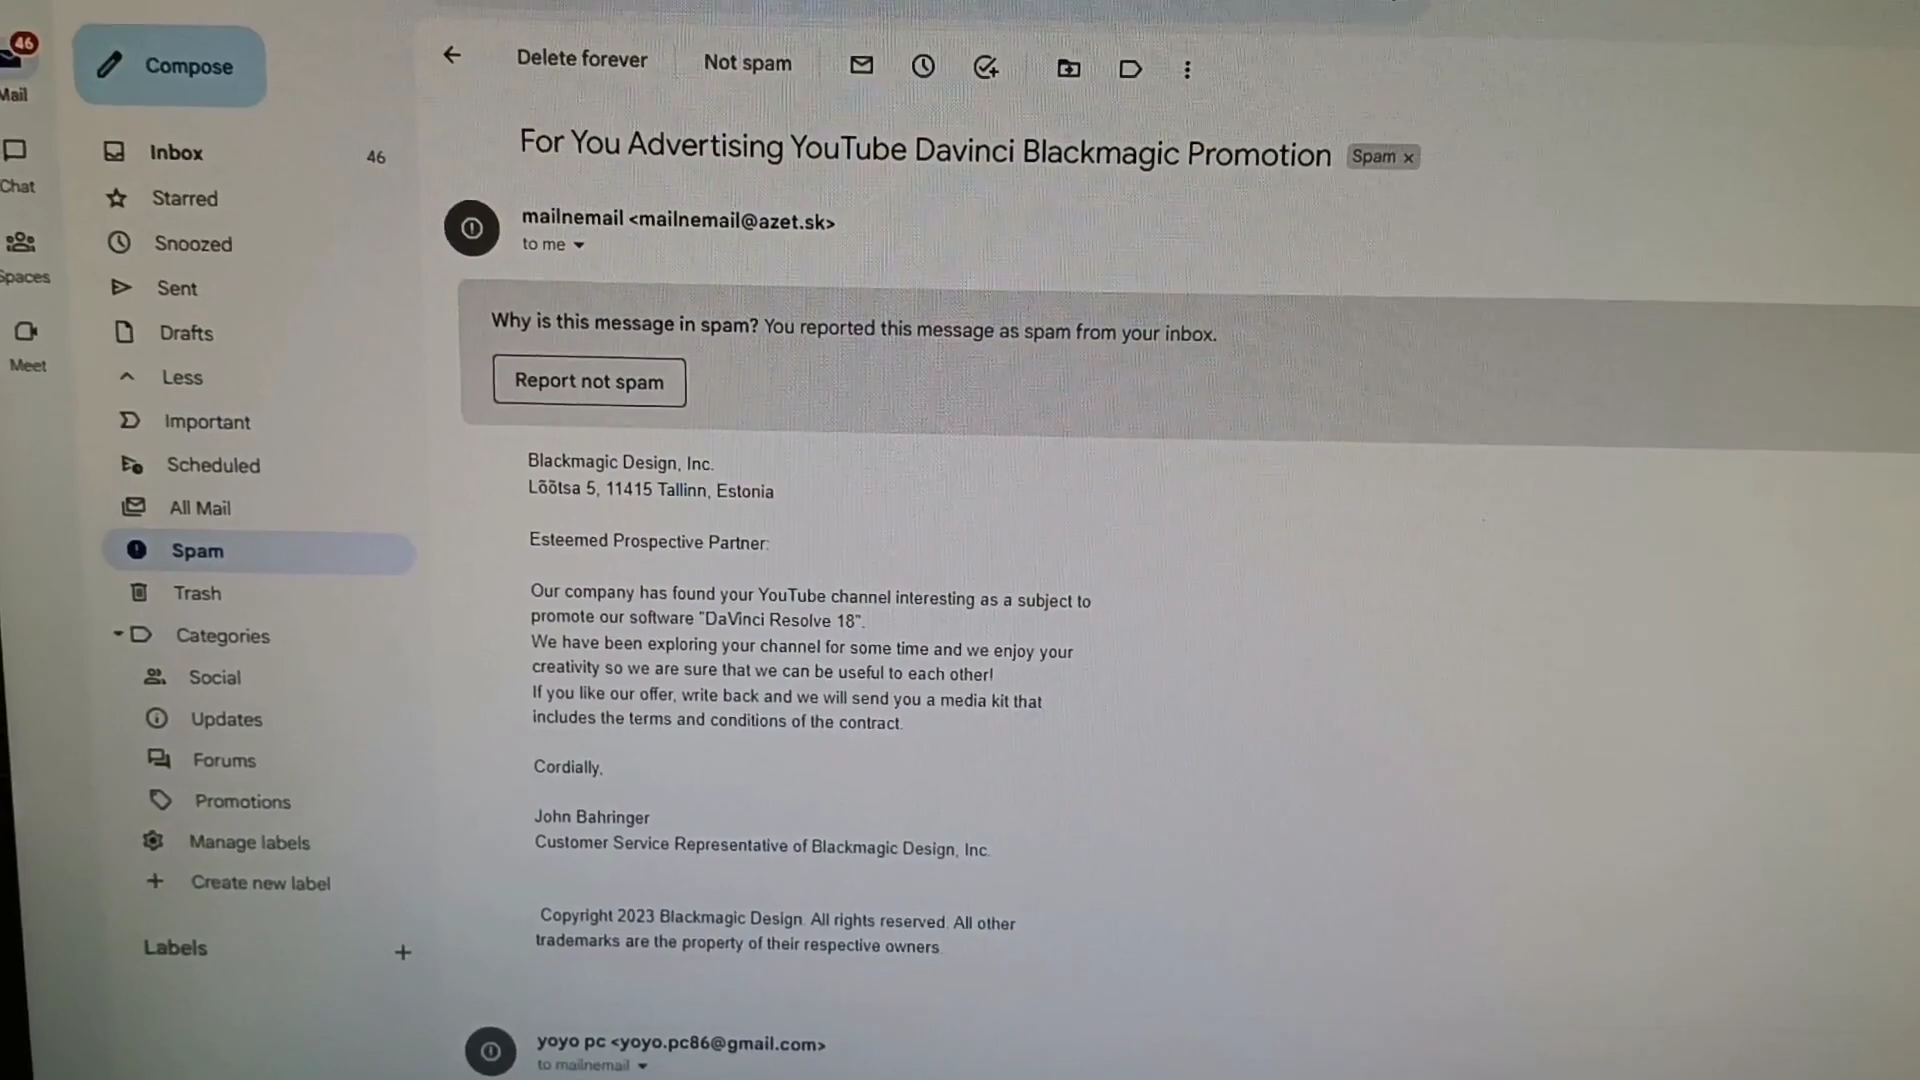 46
Mail
Chat
Spaces
Meet
Compose
Inbox 46
Starred
Snoozed
Sent
Drafts
Less
Important
Scheduled
All Mail
Spam
Trash
Categories
Social
Updates
Forums
Promotions
Manage labels
Create new label
Labels +
Delete forever Not spam
For You Advertising YouTube Davinci Blackmagic Promotion Spam x
mailnemail <mailnemail@azet.sk>
to me
Why is this message in spam? You reported this message as spam from your inbox.
Report not spam
Blackmagic Design, Inc.
Lõõtsa 5, 11415 Tallinn, Estonia
Esteemed Prospective Partner:
Our company has found your YouTube channel interesting as a subject to
promote our software "DaVinci Resolve 18".
We have been exploring your channel for some time and we enjoy your
creativity so we are sure that we can be useful to each other!
If you like our offer, write back and we will send you a media kit that
includes the terms and conditions of the contract.
Cordially,
John Bahringer
Customer Service Representative of Blackmagic Design, Inc.
Copyright 2023 Blackmagic Design. All rights reserved. All other
trademarks are the property of their respective owners.
yoyo pc <yoyo.pc86@gmail.com>
to mailnemail